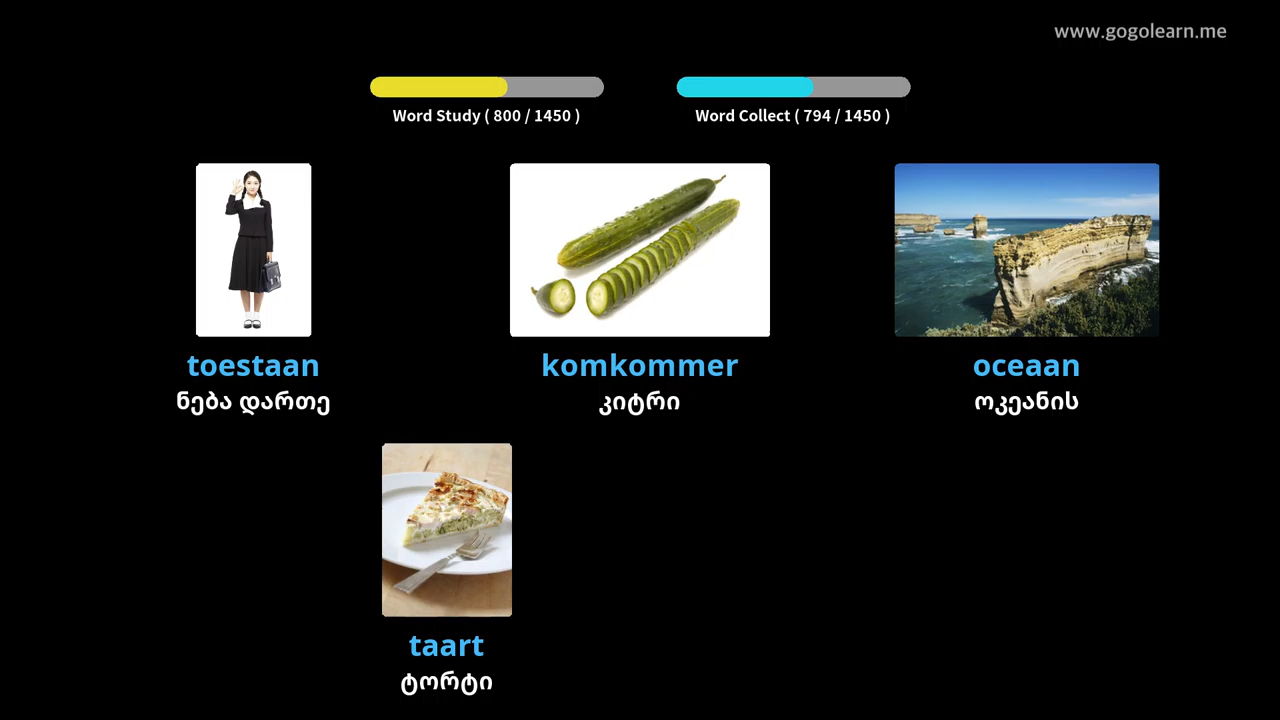 www.gogolearn.me
Word Study ( 800 / 1450 )
Word Collect ( 794 / 1450 )
toestaan
ნება დართე
komkommer
კიტრი
oceaan
ოკეანის
taart
ტორტი